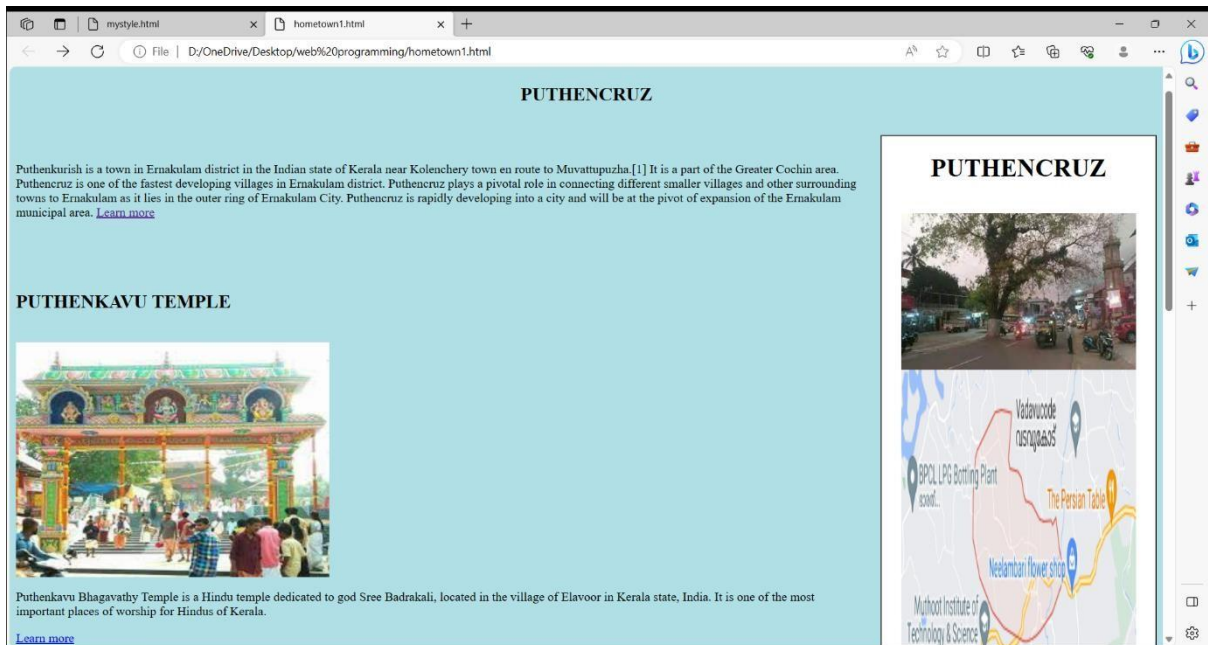 mystyle.html
hometown1.html
File
D:/OneDrive/Desktop/web%20programming/hometown1.html
PUTHENCRUZ
Puthenkurish is a town in Ernakulam district in the Indian state of Kerala near Kolenchery town en route to Muvattupuzha.[1] It is a part of the Greater Cochin area.
Puthencruz is one of the fastest developing villages in Ernakulam district. Puthencruz plays a pivotal role in connecting different smaller villages and other surrounding
towns to Ernakulam as it lies in the outer ring of Ernakulam City. Puthencruz is rapidly developing into a city and will be at the pivot of expansion of the Ernakulam
municipal area. Learn more
PUTHENKAVU TEMPLE
Puthenkavu Bhagavathy Temple is a Hindu temple dedicated to god Sree Badrakali, located in the village of Elavoor in Kerala state, India. It is one of the most
important places of worship for Hindus of Kerala.
Learn more
PUTHENCRUZ
Vadavucode
വടവുകോട്
BPCL LPG Bottling Plant
The Persian Table
Neelambari flower shop
Muthoot Institute of
Technology & Science